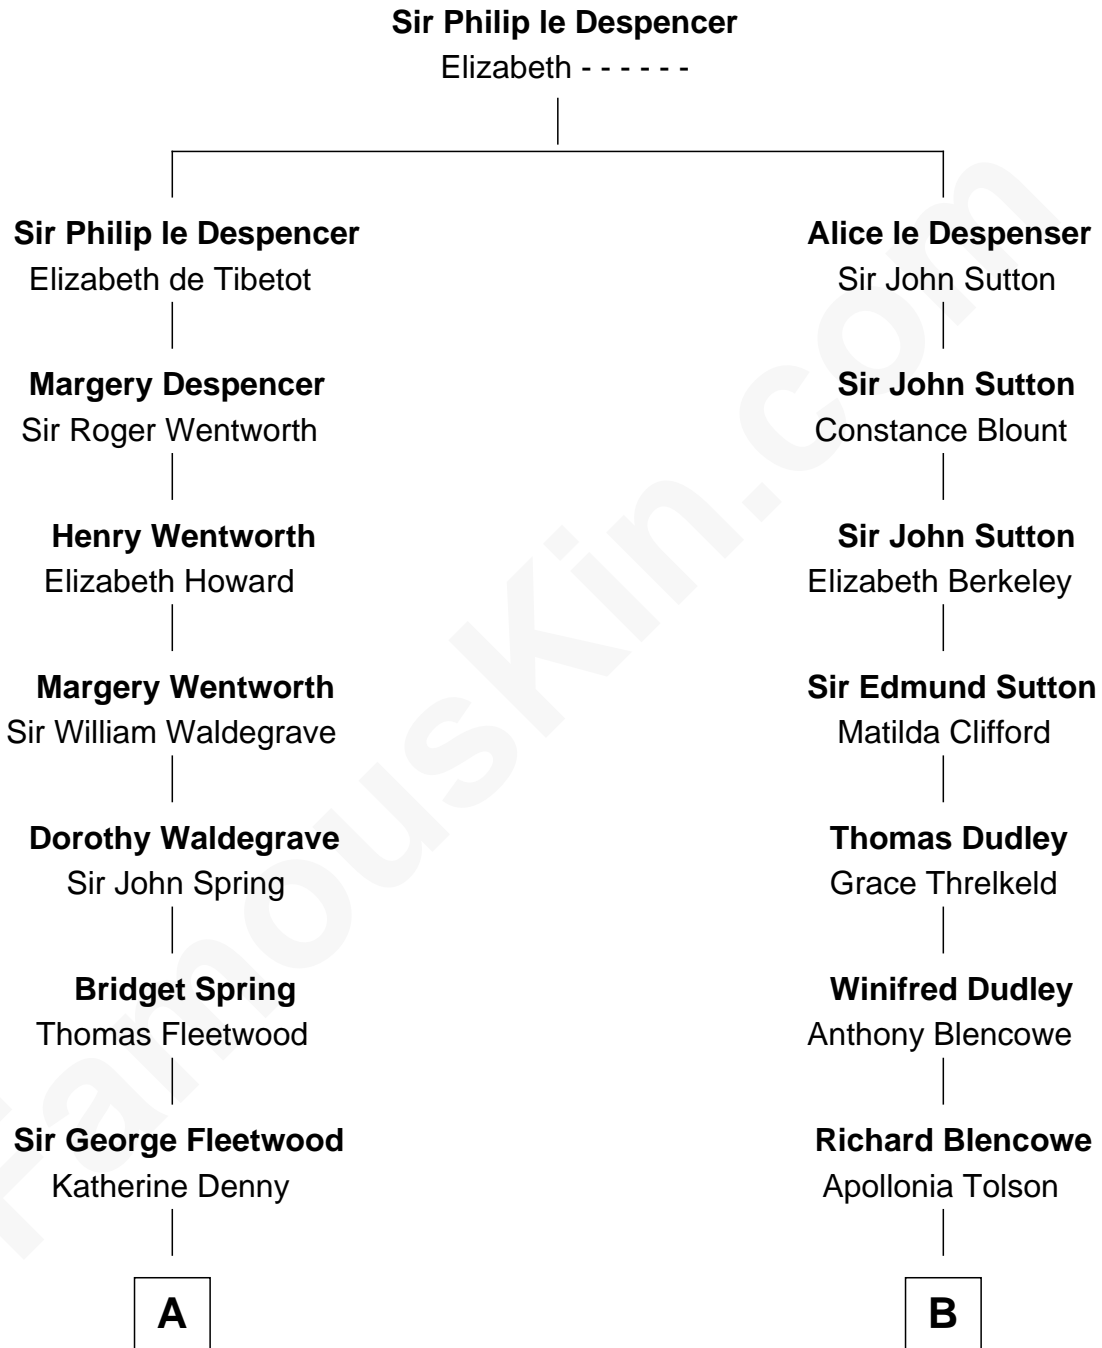 Sir Philip le Despencer
Elizabeth - - - - - -
Sir Philip le Despencer
Elizabeth de Tibetot
Alice le Despenser
Sir John Sutton
Margery Despencer
Sir Roger Wentworth
Sir John Sutton
Constance Blount
Henry Wentworth
Elizabeth Howard
Sir John Sutton
Elizabeth Berkeley
Margery Wentworth
Sir William Waldegrave
Sir Edmund Sutton
Matilda Clifford
Dorothy Waldegrave
Sir John Spring
Thomas Dudley
Grace Threlkeld
Bridget Spring
Thomas Fleetwood
Winifred Dudley
Anthony Blencowe
Sir George Fleetwood
Katherine Denny
Richard Blencowe
Apollonia Tolson
A
B
FamousKin.com